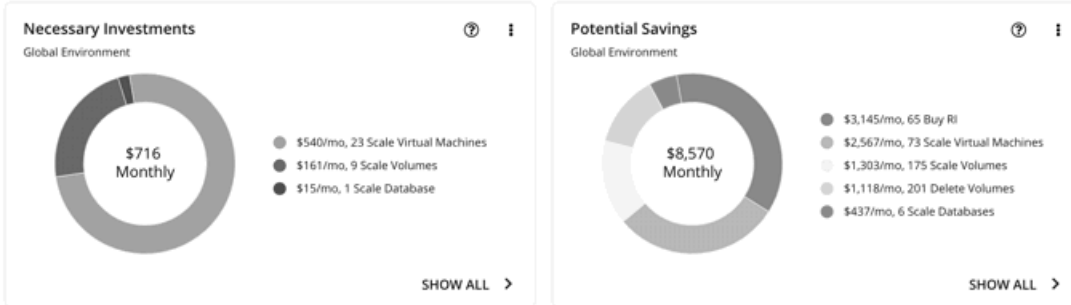 Necessary Investments
Global Environment
$716
Monthly
$540/mo, 23 Scale Virtual Machines
$161/mo, 9 Scale Volumes
$15/mo, 1 Scale Database
SHOW ALL
Potential Savings
Global Environment
$8,570
Monthly
$3,145/mo, 65 Buy RI
$2,567/mo, 73 Scale Virtual Machines
$1,303/mo, 175 Scale Volumes
$1,118/mo, 201 Delete Volumes
$437/mo, 6 Scale Databases
SHOW ALL